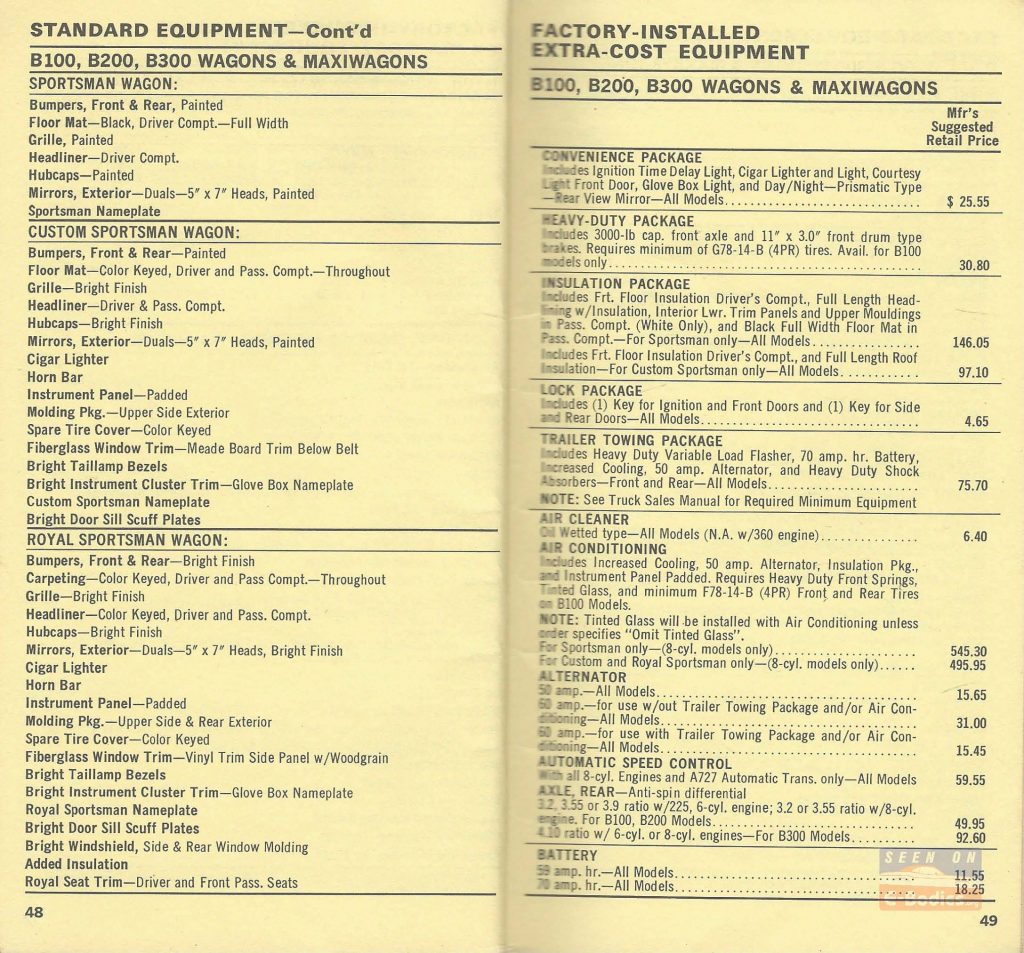 STANDARD EQUIPMENT—Cont'd
B100, B200, B300 WAGONS & MAXIWAGONS
SPORTSMAN WAGON:
Bumpers, Front & Rear, Painted
Floor Mat—Black, Driver Compt.—Full Width
Grille, Painted
Headliner—Driver Compt.
Hubcaps—Painted
Mirrors, Exterior—Duals—5" x 7" Heads, Painted
Sportsman Nameplate
CUSTOM SPORTSMAN WAGON:
Bumpers, Front & Rear—Painted
Floor Mat—Color Keyed, Driver and Pass. Compt.—Throughout
Grille—Bright Finish
Headliner—Driver & Pass. Compt.
Hubcaps—Bright Finish
Mirrors, Exterior—Duals—5" x 7" Heads, Painted
Cigar Lighter
Horn Bar
Instrument Panel—Padded
Molding Pkg.—Upper Side Exterior
Spare Tire Cover—Color Keyed
Fiberglass Window Trim—Meade Board Trim Below Belt
Bright Taillamp Bezels
Bright Instrument Cluster Trim—Glove Box Nameplate
Custom Sportsman Nameplate
Bright Door Sill Scuff Plates
ROYAL SPORTSMAN WAGON:
Bumpers, Front & Rear—Bright Finish
Carpeting—Color Keyed, Driver and Pass Compt.—Throughout
Grille—Bright Finish
Headliner—Color Keyed, Driver and Pass. Compt.
Hubcaps—Bright Finish
Mirrors, Exterior—Duals—5" x 7" Heads, Bright Finish
Cigar Lighter
Horn Bar
Instrument Panel—Padded
Molding Pkg.—Upper Side & Rear Exterior
Spare Tire Cover—Color Keyed
Fiberglass Window Trim—Vinyl Trim Side Panel w/Woodgrain
Bright Taillamp Bezels
Bright Instrument Cluster Trim—Glove Box Nameplate
Royal Sportsman Nameplate
Bright Door Sill Scuff Plates
Bright Windshield, Side & Rear Window Molding
Added Insulation
Royal Seat Trim—Driver and Front Pass. Seats
48
FACTORY-INSTALLED
EXTRA-COST EQUIPMENT
B100, B200, B300 WAGONS & MAXIWAGONS
Mfr's
Suggested
Retail Price
CONVENIENCE PACKAGE
Includes Ignition Time Delay Light, Cigar Lighter and Light, Courtesy
Light Front Door, Glove Box Light, and Day/Night—Prismatic Type
—Rear View Mirror—All Models........ $ 25.55
HEAVY-DUTY PACKAGE
Includes 3000-lb cap. front axle and 11" x 3.0" front drum type
brakes. Requires minimum of G78-14-B (4PR) tires. Avail. for B100
models only........ 30.80
INSULATION PACKAGE
Includes Frt. Floor Insulation Driver's Compt., Full Length Head-
lining w/Insulation, Interior Lwr. Trim Panels and Upper Mouldings
in Pass. Compt. (White Only), and Black Full Width Floor Mat in
Pass. Compt.—For Sportsman only—All Models........ 146.05
Includes Frt. Floor Insulation Driver's Compt., and Full Length Roof
Insulation—For Custom Sportsman only—All Models........ 97.10
LOCK PACKAGE
Includes (1) Key for Ignition and Front Doors and (1) Key for Side
and Rear Doors—All Models........ 4.65
TRAILER TOWING PACKAGE
Includes Heavy Duty Variable Load Flasher, 70 amp. hr. Battery,
Increased Cooling, 50 amp. Alternator, and Heavy Duty Shock
Absorbers—Front and Rear—All Models........ 75.70
NOTE: See Truck Sales Manual for Required Minimum Equipment
AIR CLEANER
Oil Wetted type—All Models (N.A. w/360 engine)........ 6.40
AIR CONDITIONING
Includes Increased Cooling, 50 amp. Alternator, Insulation Pkg.,
and Instrument Panel Padded. Requires Heavy Duty Front Springs,
Tinted Glass, and minimum F78-14-B (4PR) Front and Rear Tires
on B100 Models.
NOTE: Tinted Glass will be installed with Air Conditioning unless
order specifies "Omit Tinted Glass".
For Sportsman only—(8-cyl. models only)........ 545.30
For Custom and Royal Sportsman only—(8-cyl. models only)...... 495.95
ALTERNATOR
50 amp.—All Models........ 15.65
60 amp.—for use w/out Trailer Towing Package and/or Air Con-
ditioning—All Models........ 31.00
60 amp.—for use with Trailer Towing Package and/or Air Con-
ditioning—All Models........ 15.45
AUTOMATIC SPEED CONTROL
With all 8-cyl. Engines and A727 Automatic Trans. only—All Models 59.55
AXLE, REAR—Anti-spin differential
3.2, 3.55 or 3.9 ratio w/225, 6-cyl. engine; 3.2 or 3.55 ratio w/8-cyl.
engine. For B100, B200 Models........ 49.95
4.10 ratio w/ 6-cyl. or 8-cyl. engines—For B300 Models........ 92.60
BATTERY
59 amp. hr.—All Models........ 11.55
70 amp. hr.—All Models........ 18.25
SEEN ON
49